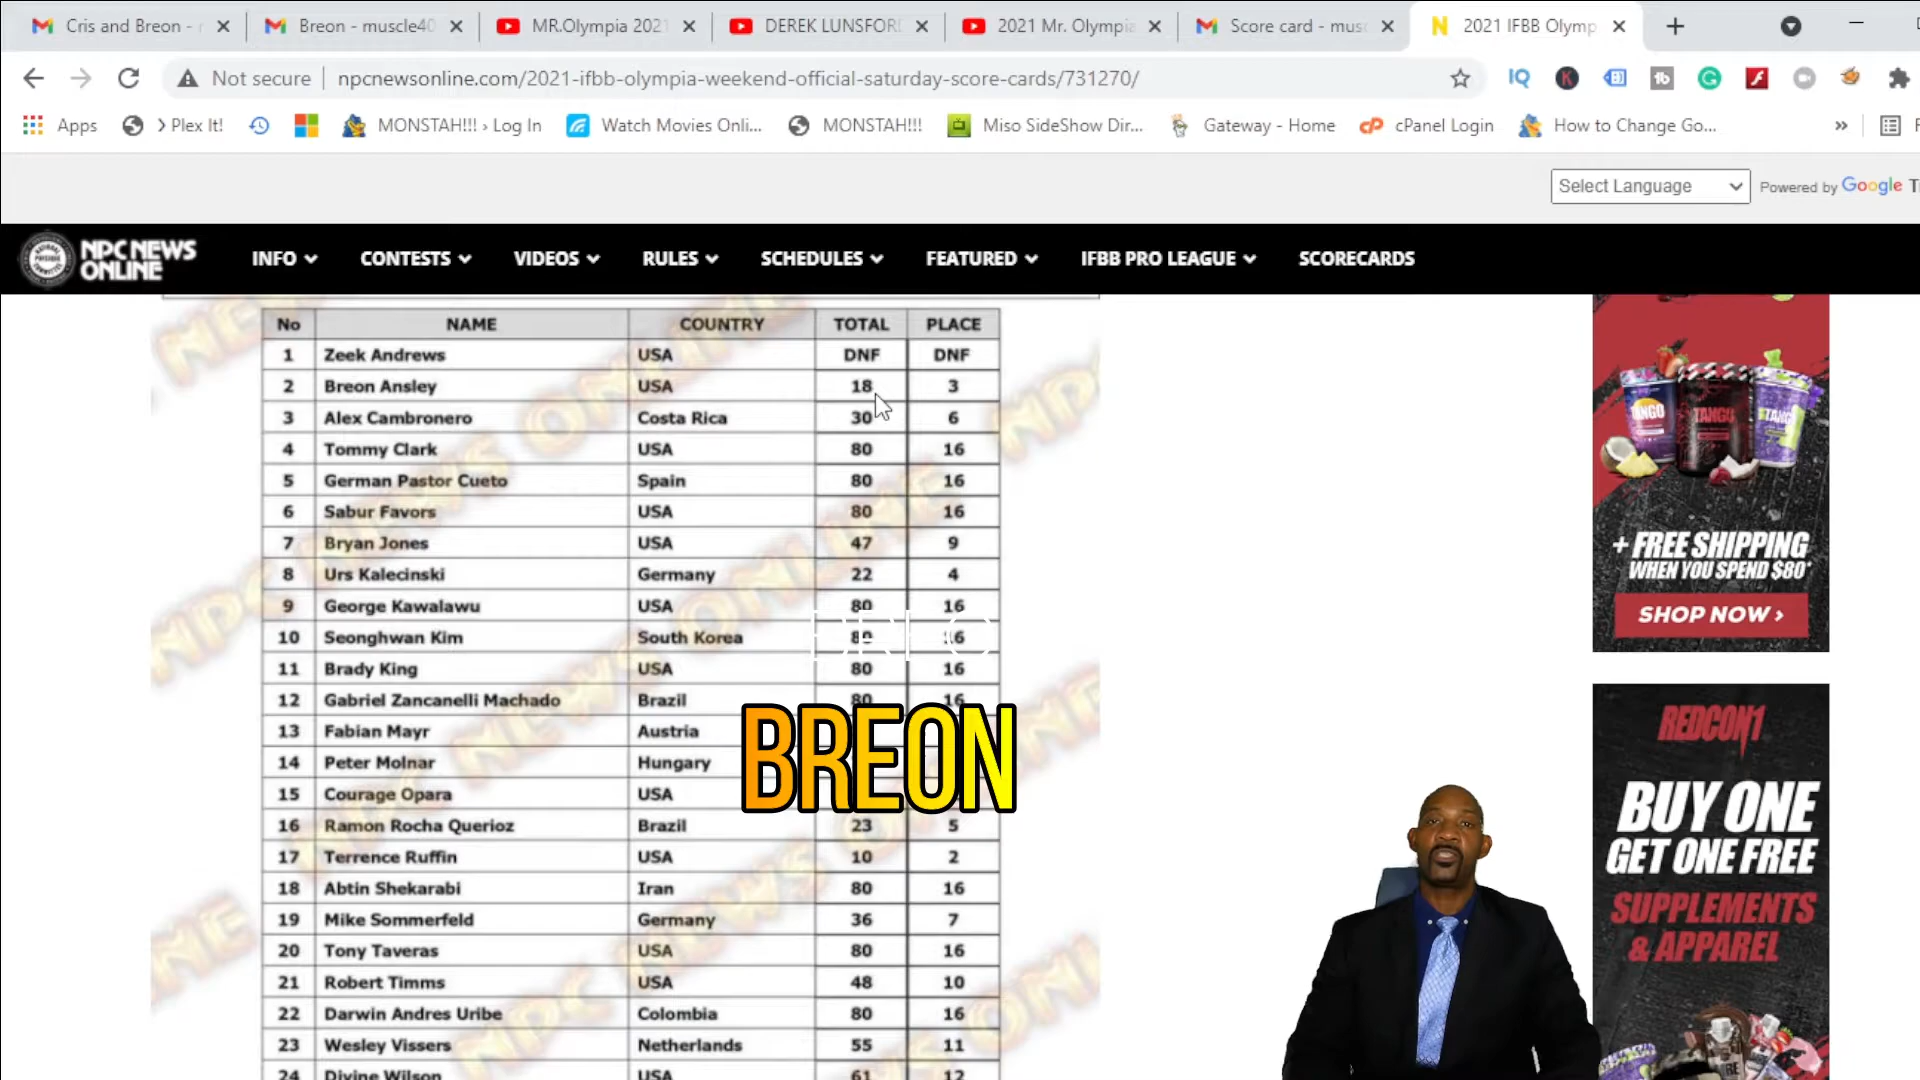 Cris and Breon -
Breon - muscle40
MR.Olympia 2021
DEREK LUNSFORD
2021 Mr. Olympia
Score card - musc
2021 IFBB Olymp
Not secure
npcnewsonline.com/2021-ifbb-olympia-weekend-official-saturday-score-cards/731270/
Apps
> Plex It!
MONSTAH!!! › Log In
Watch Movies Onli...
MONSTAH!!!
Miso SideShow Dir...
Gateway - Home
cPanel Login
How to Change Go...
Select Language
Powered by Google
NPC NEWS ONLINE
INFO
CONTESTS
VIDEOS
RULES
SCHEDULES
FEATURED
IFBB PRO LEAGUE
SCORECARDS
No NAME COUNTRY TOTAL PLACE
1 Zeek Andrews USA DNF DNF
2 Breon Ansley USA 18 3
3 Alex Cambronero Costa Rica 30 6
4 Tommy Clark USA 80 16
5 German Pastor Cueto Spain 80 16
6 Sabur Favors USA 80 16
7 Bryan Jones USA 47 9
8 Urs Kalecinski Germany 22 4
9 George Kawalawu USA 80 16
10 Seonghwan Kim South Korea 80 16
11 Brady King USA 80 16
12 Gabriel Zancanelli Machado Brazil 80 16
13 Fabian Mayr Austria
14 Peter Molnar Hungary
15 Courage Opara USA
16 Ramon Rocha Querioz Brazil 23 5
17 Terrence Ruffin USA 10 2
18 Abtin Shekarabi Iran 80 16
19 Mike Sommerfeld Germany 36 7
20 Tony Taveras USA 80 16
21 Robert Timms USA 48 10
22 Darwin Andres Uribe Colombia 80 16
23 Wesley Vissers Netherlands 55 11
24 Divine Wilson USA 61 12
BREON
TANGO
TANGO
TANGO
+ FREE SHIPPING
WHEN YOU SPEND $80*
SHOP NOW >
REDCON1
BUY ONE
GET ONE FREE
SUPPLEMENTS
& APPAREL
NPC NEWS ONLINE